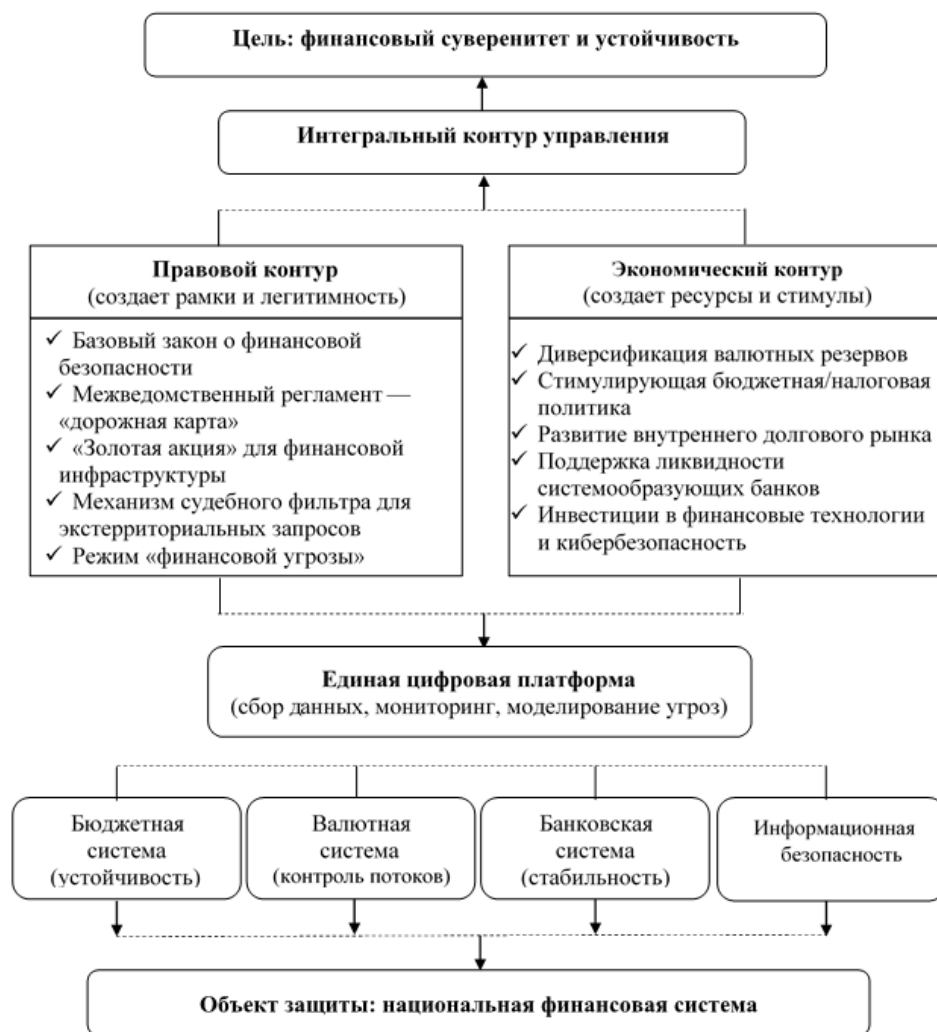 Цель: финансовый суверенитет и устойчивость
Интегральный контур управления
Правовой контур
(создает рамки и легитимность)
✓ Базовый закон о финансовой
безопасности
✓ Межведомственный регламент —
«дорожная карта»
✓ «Золотая акция» для финансовой
инфраструктуры
✓ Механизм судебного фильтра для
экстерриториальных запросов
✓ Режим «финансовой угрозы»
Экономический контур
(создает ресурсы и стимулы)
✓ Диверсификация валютных резервов
✓ Стимулирующая бюджетная/налоговая
политика
✓ Развитие внутреннего долгового рынка
✓ Поддержка ликвидности
системообразующих банков
✓ Инвестиции в финансовые технологии
и кибербезопасность
Единая цифровая платформа
(сбор данных, мониторинг, моделирование угроз)
Бюджетная
система
(устойчивость)
Валютная
система
(контроль потоков)
Банковская
система
(стабильность)
Информационная
безопасность
Объект защиты: национальная финансовая система